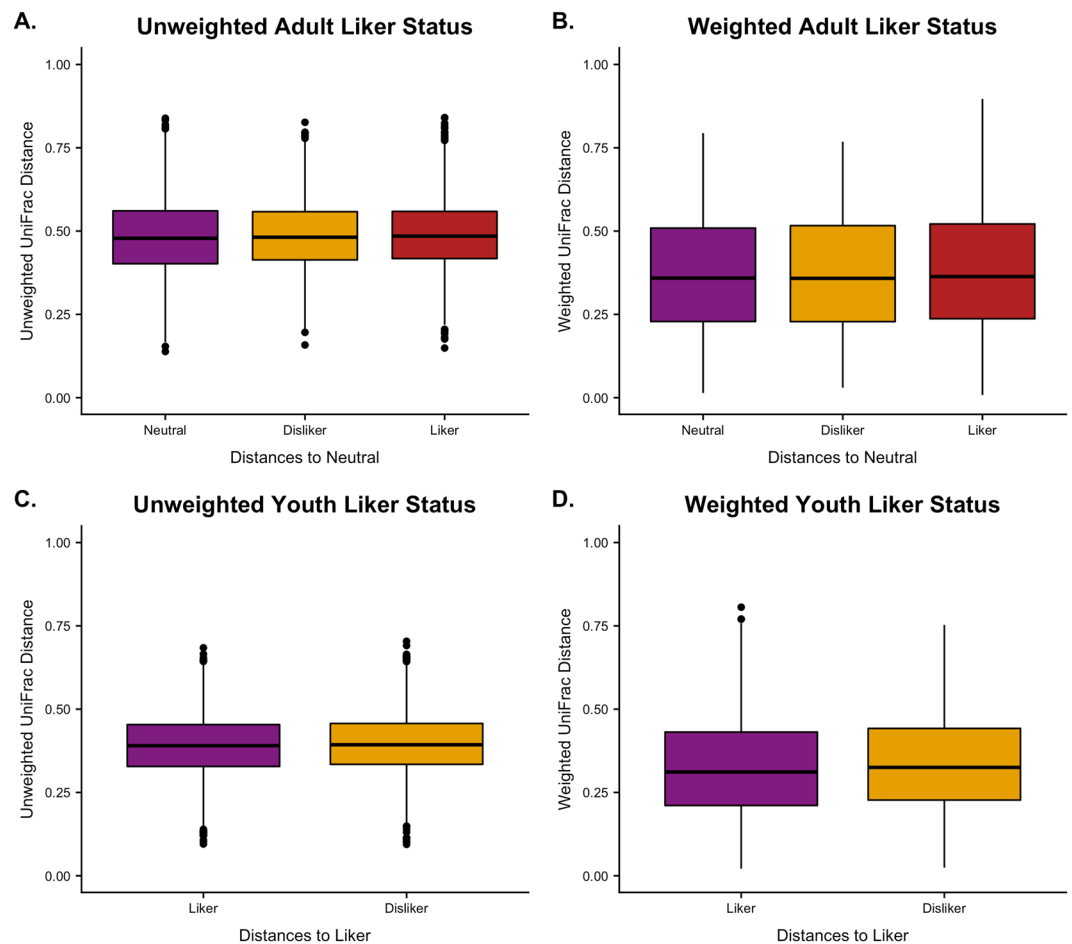 A.
Unweighted Adult Liker Status
Unweighted UniFrac Distance
1.00
0.75
0.50
0.25
0.00
Neutral Disliker Liker
Distances to Neutral
B.
Weighted Adult Liker Status
Weighted UniFrac Distance
1.00
0.75
0.50
0.25
0.00
Neutral Disliker Liker
Distances to Neutral
C.
Unweighted Youth Liker Status
Unweighted UniFrac Distance
1.00
0.75
0.50
0.25
0.00
Liker Disliker
Distances to Liker
D.
Weighted Youth Liker Status
Weighted UniFrac Distance
1.00
0.75
0.50
0.25
0.00
Liker Disliker
Distances to Liker